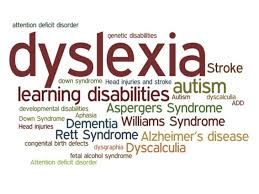 attention deficit disorder
genetic disabilities
dyslexia
down syndrome Head injuries and stroke Stroke
learning disabilities autism
Autism dyscalculia
developmental disabilities Aspergers Syndrome ADD
Down Syndrome Aphasia
Head injuries Dementia Williams Syndrome
Rett Syndrome Alzheimer's disease
congenital birth defects dysgraphia Dyscalculia
fetal alcohol syndrome
Attention deficit disorder